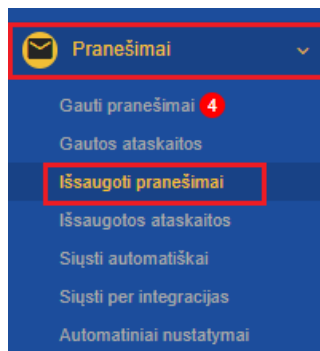 Pranešimai
Gauti pranešimai 4
Gautos ataskaitos
Išsaugoti pranešimai
Išsaugotos ataskaitos
Siųsti automatiškai
Siųsti per integracijas
Automatiniai nustatymai